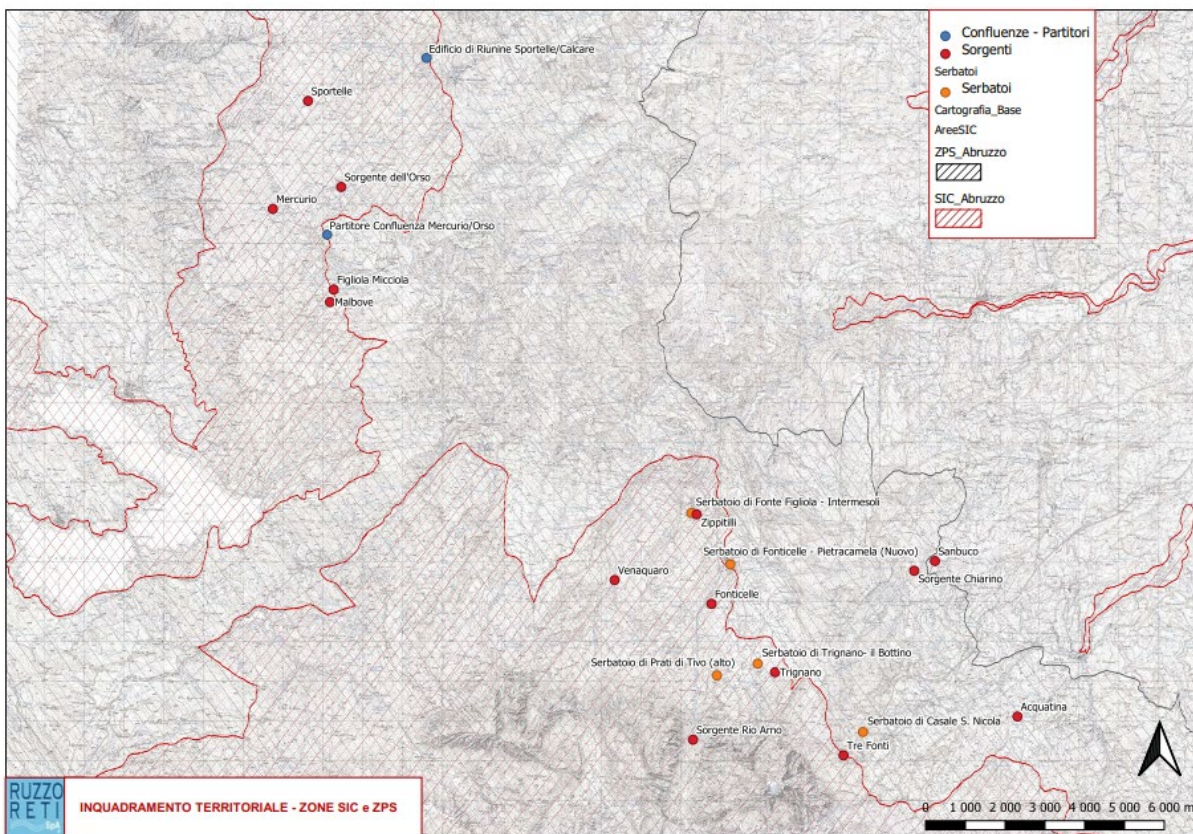 Edificio di Riunine Sportelle/Calcare
Sportelle
Sorgente dell'Orso
Mercurio
Partitore Confluenza Mercurio/Orso
Figliola Micciola
Malbove
Confluenze - Partitori
Sorgenti
Serbatoi
Serbatoi
Cartografia_Base
AreeSIC
ZPS_Abruzzo
SIC_Abruzzo
Serbatoio di Fonte Figliola - Intermesoli
Zippitilli
Serbatoio di Fonticelle - Pietracamela (Nuovo)
Sanbuco
Venaquaro
Sorgente Chiarino
Fonticelle
Serbatoio di Trignano- il Bottino
Serbatoio di Prati di Tivo (alto)
Trignano
Acquatina
Serbatoio di Casale S. Nicola
Sorgente Rio Arno
Tre Fonti
RUZZO
RETI
SpA
INQUADRAMENTO TERRITORIALE - ZONE SIC e ZPS
0 1 000 2 000 3 000 4 000 5 000 6 000 m